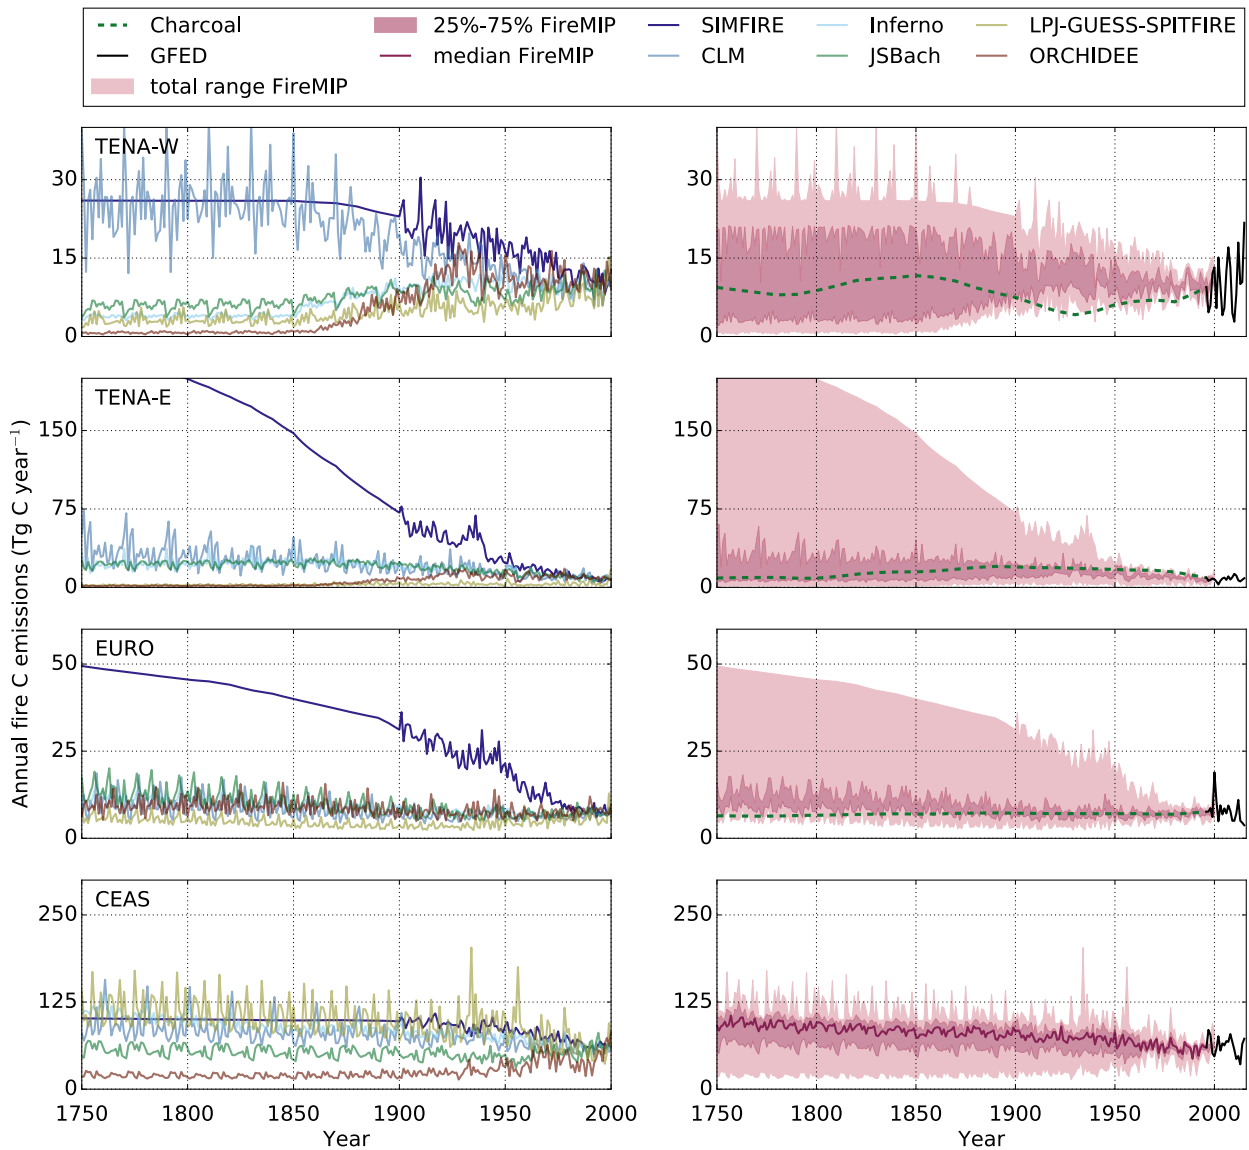 Charcoal 25%-75% FireMIP SIMFIRE Inferno LPJ-GUESS-SPITFIRE
GFED median FireMIP CLM JSBach ORCHIDEE
total range FireMIP
Annual fire C emissions (Tg C year⁻¹)
TENA-W
30
15
0
30
15
0
TENA-E
150
75
0
150
75
0
EURO
50
25
0
50
25
0
CEAS
250
125
0
250
125
0
1750 1800 1850 1900 1950 2000
1750 1800 1850 1900 1950 2000
Year
Year